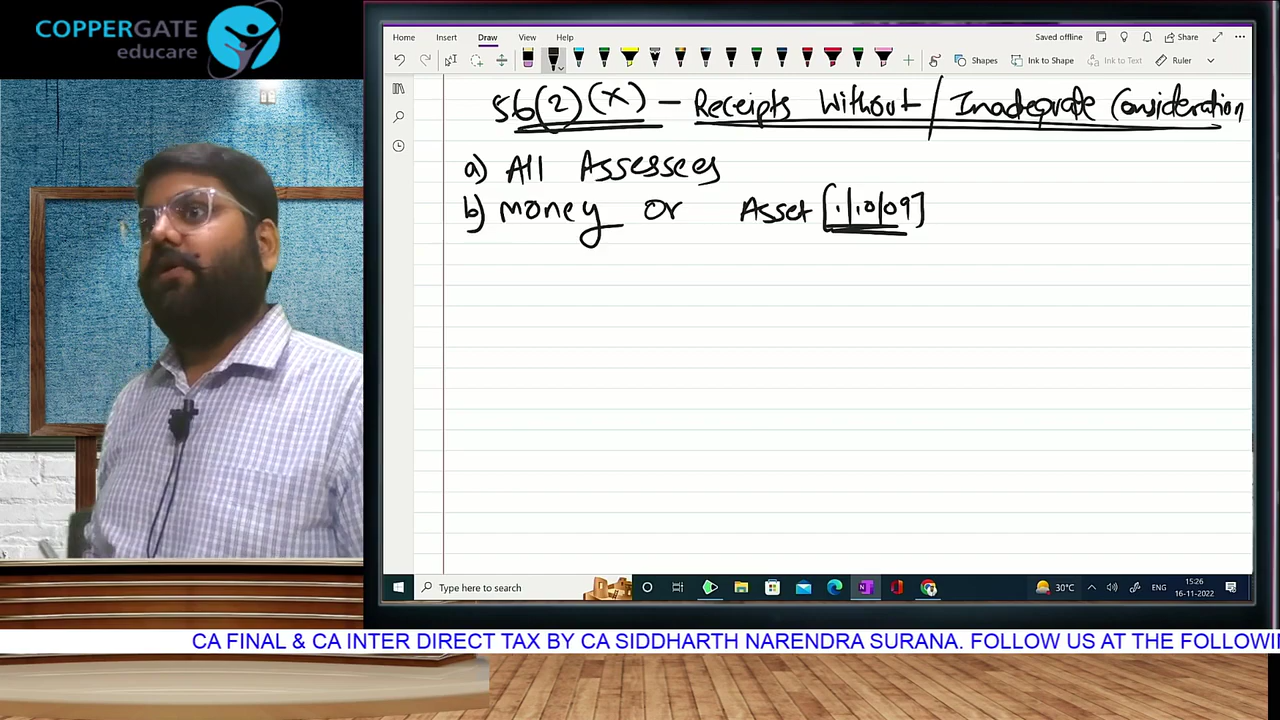 COPPERGATE
educare
Home Insert Draw View Help
Saved offline
Share
Shapes
Ink to Shape
Ink to Text
Ruler
56(2)(x) - Receipts Without / Inadequate Consideration
a) All Assessees
b) Money or Asset [1/10/09]
Type here to search
30°C
ENG
15:26
16-11-2022
CA FINAL & CA INTER DIRECT TAX BY CA SIDDHARTH NARENDRA SURANA. FOLLOW US AT THE FOLLOWI